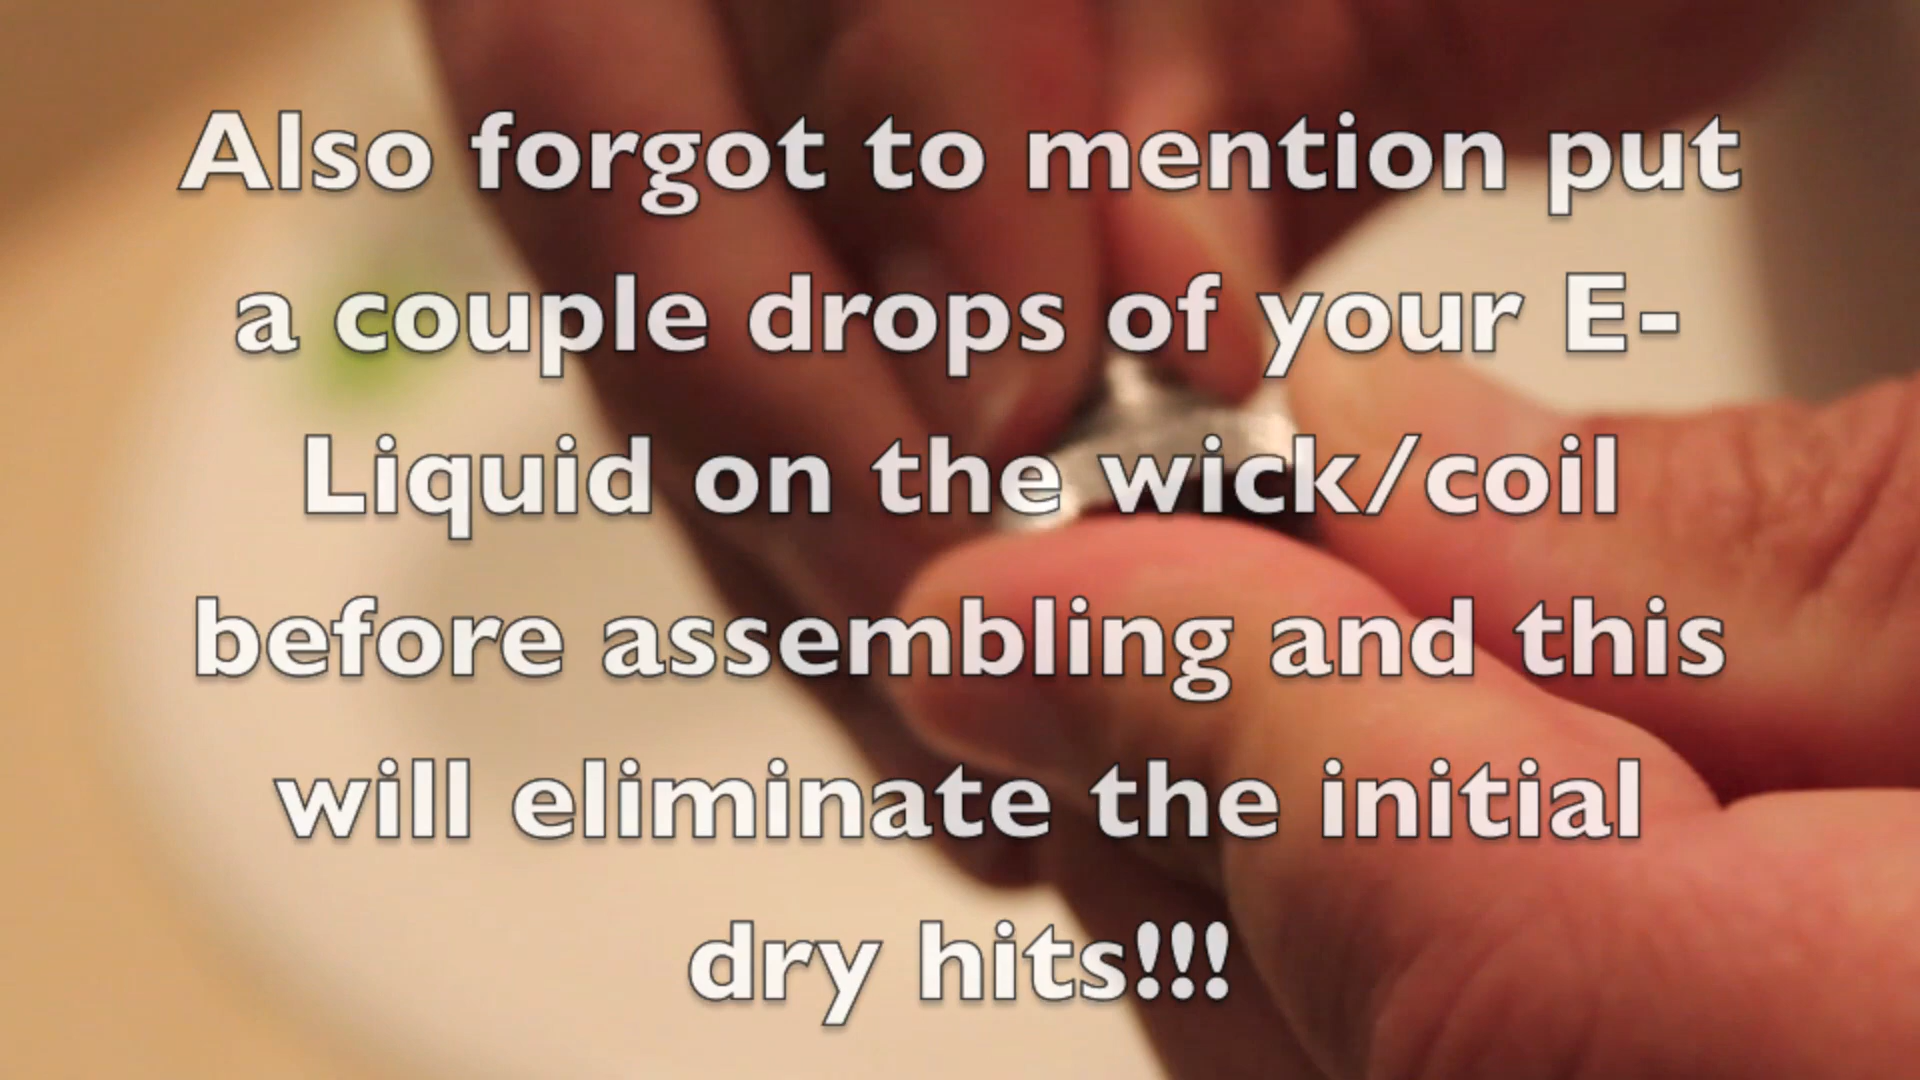 Also forgot to mention put
a couple drops of your E-
Liquid on the wick/coil
before assembling and this
will eliminate the initial
dry hits!!!